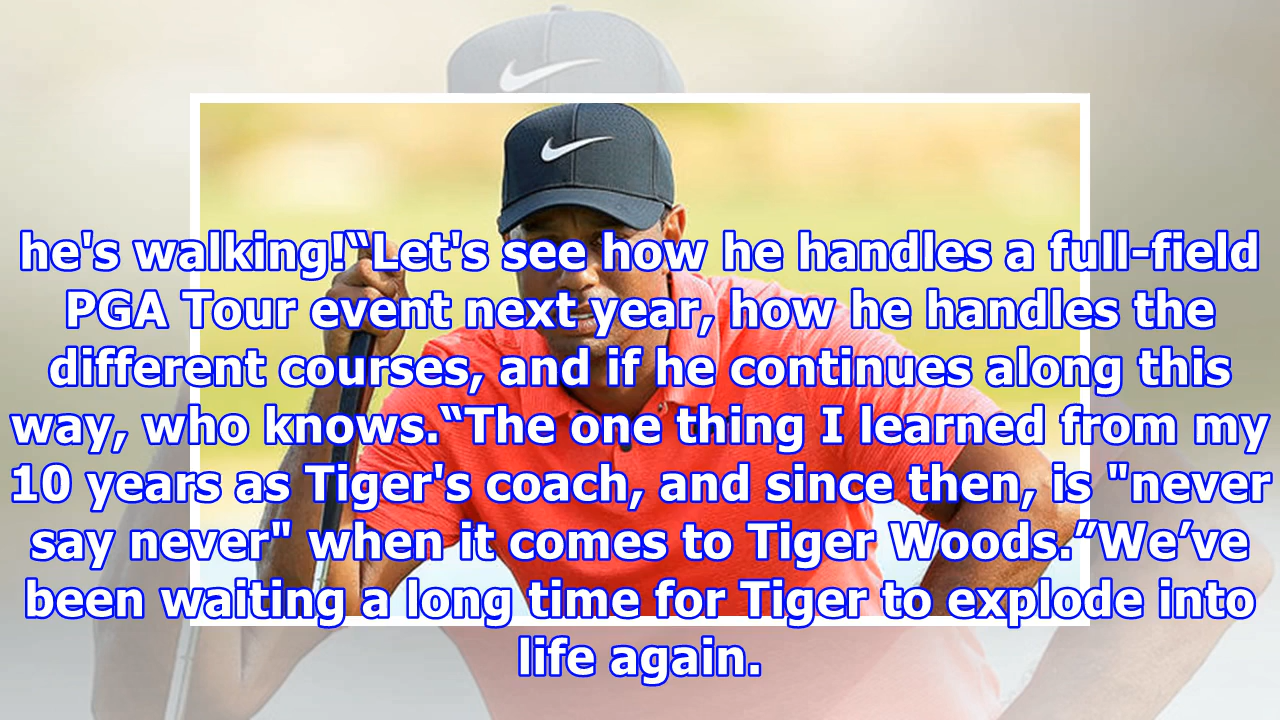 he's walking!“Let's see how he handles a full-field
PGA Tour event next year, how he handles the
different courses, and if he continues along this
way, who knows.“The one thing I learned from my
10 years as Tiger's coach, and since then, is "never
say never" when it comes to Tiger Woods.”We’ve
been waiting a long time for Tiger to explode into
life again.